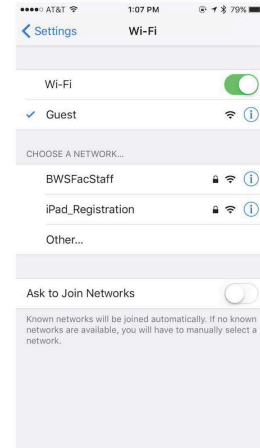 AT&T 1:07 PM 79%
Settings Wi-Fi
Wi-Fi
Guest
CHOOSE A NETWORK...
BWSFacStaff
iPad_Registration
Other...
Ask to Join Networks
Known networks will be joined automatically. If no known
networks are available, you will have to manually select a
network.